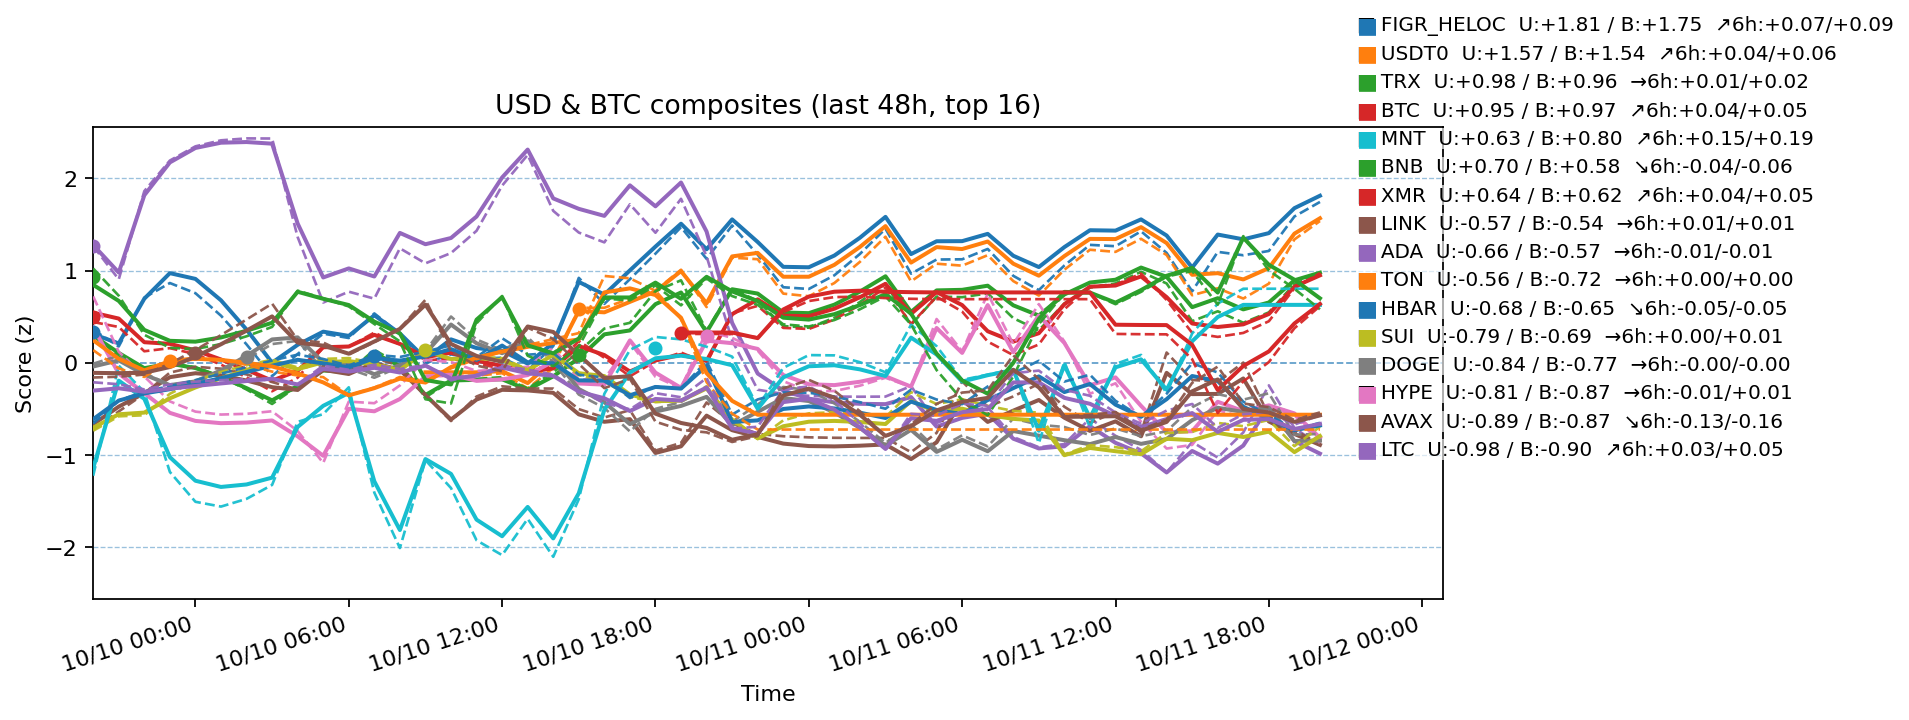 FIGR_HELOC  U:+1.81 / B:+1.75  ↗6h:+0.07/+0.09
USDT0  U:+1.57 / B:+1.54  ↗6h:+0.04/+0.06
TRX  U:+0.98 / B:+0.96  →6h:+0.01/+0.02
BTC  U:+0.95 / B:+0.97  ↗6h:+0.04/+0.05
MNT  U:+0.63 / B:+0.80  ↗6h:+0.15/+0.19
BNB  U:+0.70 / B:+0.58  ↘6h:-0.04/-0.06
XMR  U:+0.64 / B:+0.62  ↗6h:+0.04/+0.05
LINK  U:-0.57 / B:-0.54  →6h:+0.01/+0.01
ADA  U:-0.66 / B:-0.57  →6h:-0.01/-0.01
TON  U:-0.56 / B:-0.72  →6h:+0.00/+0.00
HBAR  U:-0.68 / B:-0.65  ↘6h:-0.05/-0.05
SUI  U:-0.79 / B:-0.69  →6h:+0.00/+0.01
DOGE  U:-0.84 / B:-0.77  →6h:-0.00/-0.00
HYPE  U:-0.81 / B:-0.87  →6h:-0.01/+0.01
AVAX  U:-0.89 / B:-0.87  ↘6h:-0.13/-0.16
LTC  U:-0.98 / B:-0.90  ↗6h:+0.03/+0.05
USD & BTC composites (last 48h, top 16)
Score (z)
2
1
0
−1
−2
10/10 00:00
10/10 06:00
10/10 12:00
10/10 18:00
10/11 00:00
10/11 06:00
10/11 12:00
10/11 18:00
10/12 00:00
Time